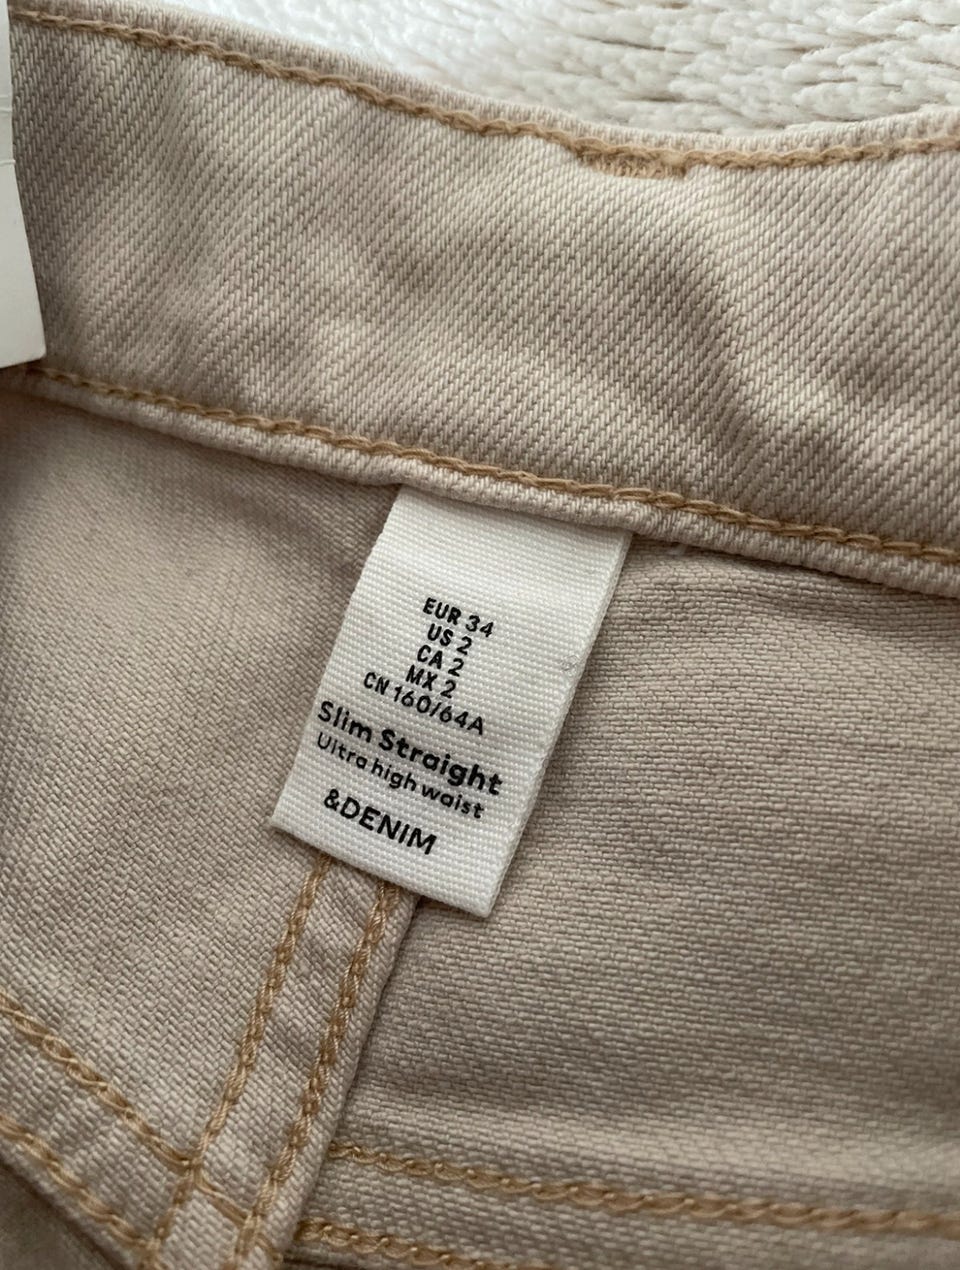 EUR 34
US 2
CA 2
MX 2
CN 160/64A
Slim Straight
Ultra high waist
&DENIM